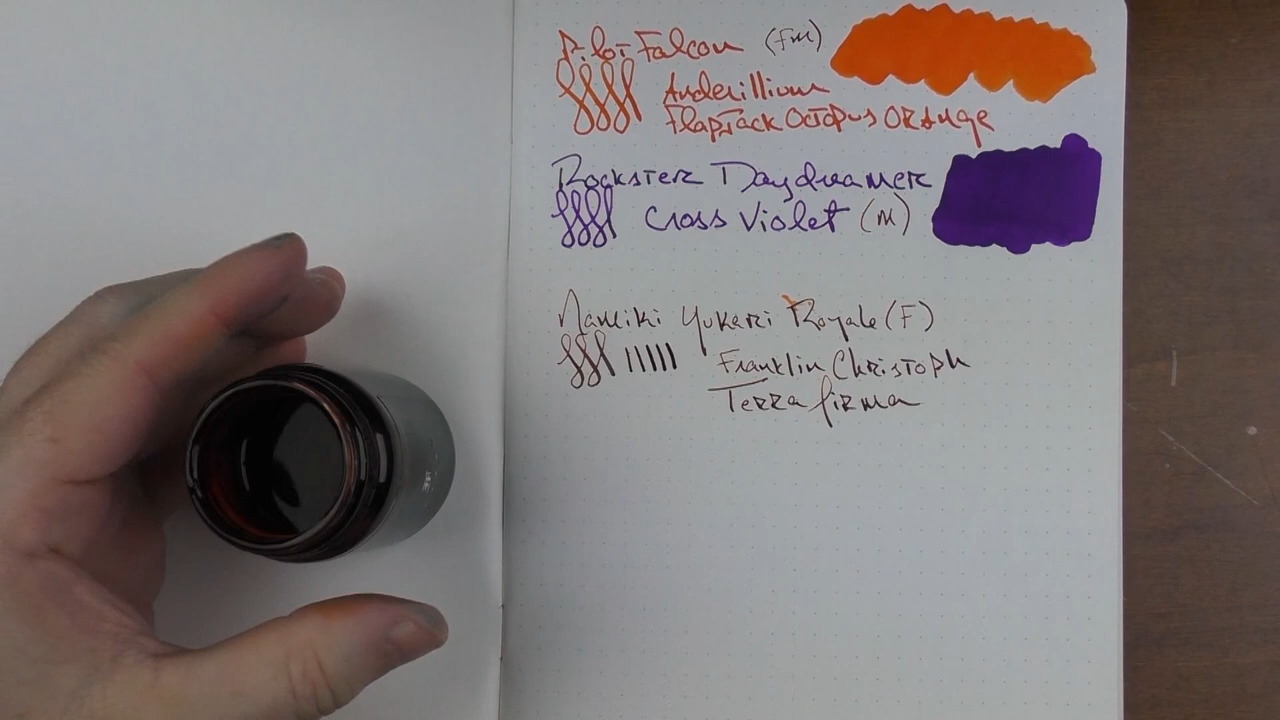 Pilot Falcon (FM)
Anderillium
Flapjack Octopus Orange
Rockster Daydreamer
Cross Violet (M)
Namiki Yukari Royale (F)
Franklin Christoph
Terra firma